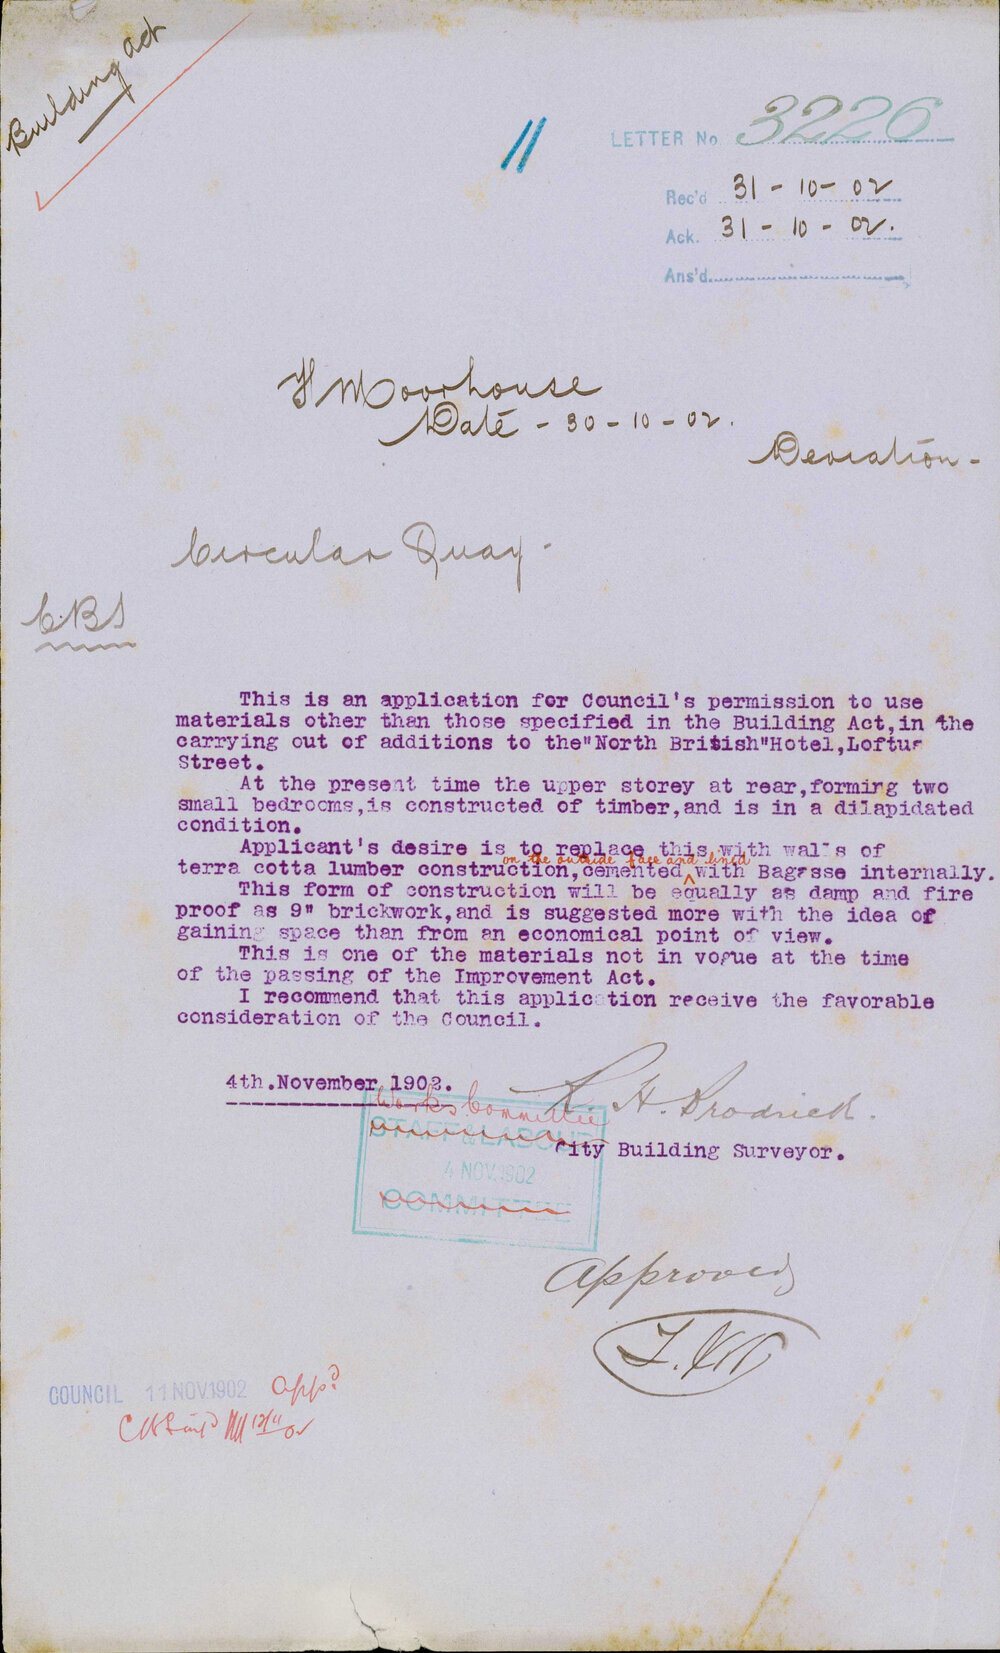 Building Act
11
LETTER No 3226
Rec'd 31-10-02
Ack. 31-10-02.
Ans'd.
H Moorhouse
Date - 30-10-02.
Deviation -
Circular Quay -
C.B.S
This is an application for Council's permission to use
materials other than those specified in the Building Act,in the
carrying out of additions to the"North British"Hotel,Loftus
Street.
At the present time the upper storey at rear,forming two
small bedrooms,is constructed of timber,and is in a dilapidated
condition.
Applicant's desire is to replace this with walls of
on the outside face and lined
terra cotta lumber construction,cemented with Bagasse internally.
This form of construction will be equally as damp and fire
proof as 9" brickwork,and is suggested more with the idea of
gaining space than from an economical point of view.
This is one of the materials not in vogue at the time
of the passing of the Improvement Act.
I recommend that this application receive the favorable
consideration of the Council.
4th.November 1902.
Works Committee
R. H. Brodrick.
STAFF & LABOUR
City Building Surveyor.
4 NOV.1902
COMMITTEE
Approved
COUNCIL 11 NOV.1902 app.d
12/11/02